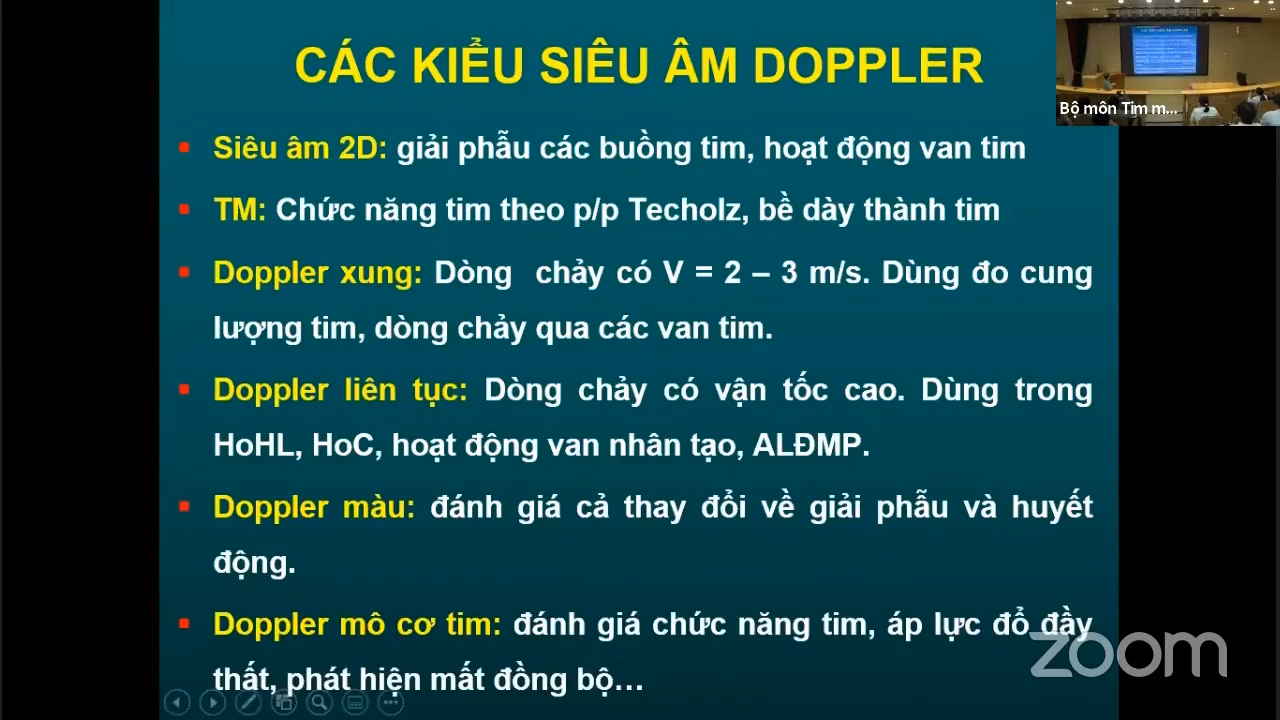 CÁC KIỂU SIÊU ÂM DOPPLER
Bộ môn Tim m...
Siêu âm 2D: giải phẫu các buồng tim, hoạt động van tim
TM: Chức năng tim theo p/p Techolz, bề dày thành tim
Doppler xung: Dòng chảy có V = 2 – 3 m/s. Dùng đo cung
lượng tim, dòng chảy qua các van tim.
Doppler liên tục: Dòng chảy có vận tốc cao. Dùng trong
HoHL, HoC, hoạt động van nhân tạo, ALĐMP.
Doppler màu: đánh giá cả thay đổi về giải phẫu và huyết
động.
Doppler mô cơ tim: đánh giá chức năng tim, áp lực đổ đầy
thất, phát hiện mất đồng bộ...
zoom